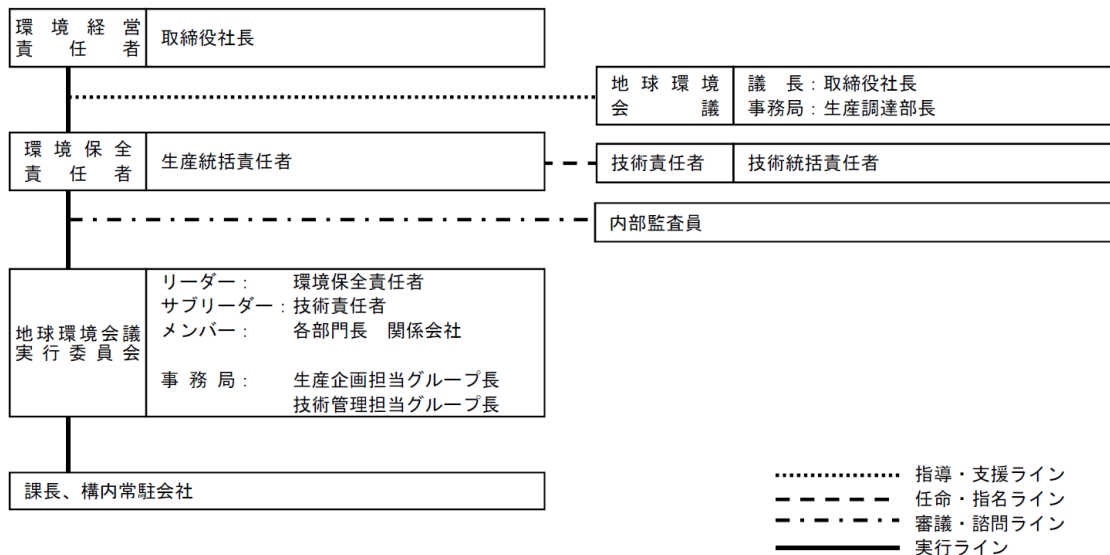 環境経営
責任者
取締役社長
地球環境
会議
議　長：取締役社長
事務局：生産調達部長
環境保全
責任者
生産統括責任者
技術責任者
技術統括責任者
内部監査員
地球環境会議
実行委員会
リーダー：　環境保全責任者
サブリーダー：技術責任者
メンバー：　各部門長　関係会社
事務局：　生産企画担当グループ長
技術管理担当グループ長
課長、構内常駐会社
指導・支援ライン
任命・指名ライン
審議・諮問ライン
実行ライン